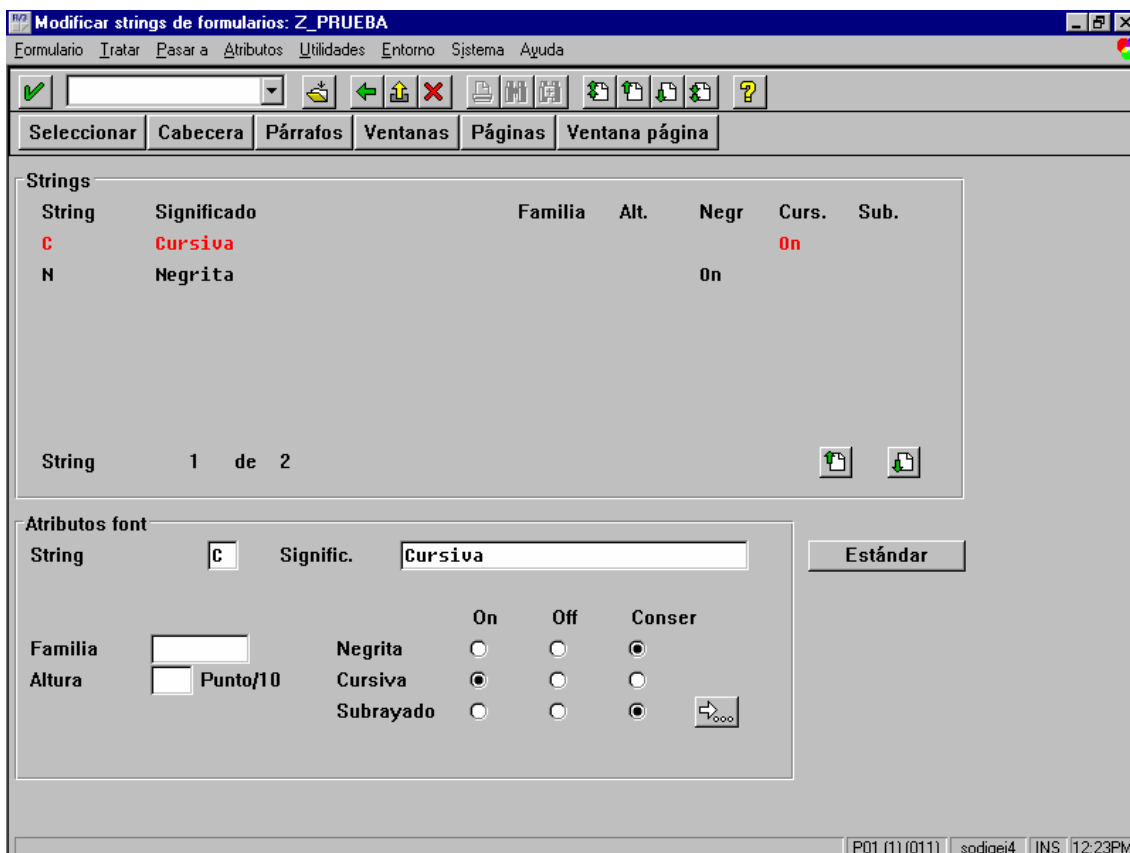 Modificar strings de formularios: Z_PRUEBA
Formulario Tratar Pasar a Atributos Utilidades Entorno Sistema Ayuda
Seleccionar Cabecera Párrafos Ventanas Páginas Ventana página
Strings
String Significado Familia Alt. Negr Curs. Sub.
C Cursiva On
N Negrita On
String 1 de 2
Atributos font
String C Signific. Cursiva Estándar
On Off Conser
Familia Negrita
Altura Punto/10 Cursiva
Subrayado
P01 (1) (011) sodigej4 INS 12:23PM